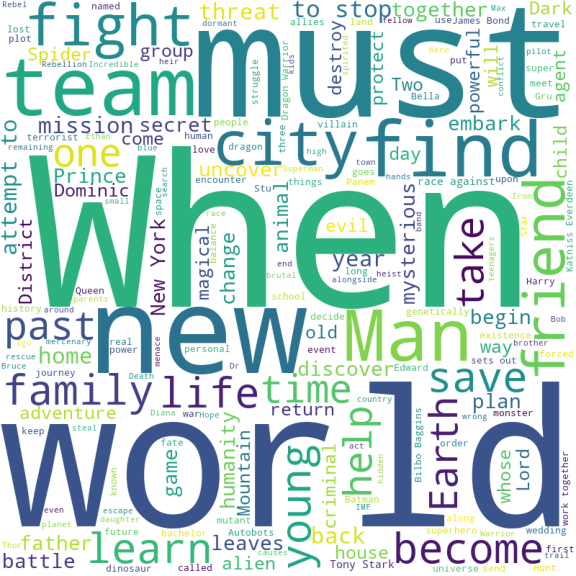 Rebel
named
lost
plot
fight
threat
to stop
together
Max
Dark
allies
land
use
James Bond
travel
fellow
Spider
group
dormant
spirited
kids
hero
put
pilot
Rebellion
Incredible
heir
team
must
destroy
protect
Two
Bella
powerful
will
super
meet
Gru
agent
conflict
struggle
three
Dragon Warrior
attempt to
mission
secret
people
villain
terrorist
Ethan
come
human
remaining
blue
love
city
find
embark
one
dragon
high
day
town
goes
hands
race against
upon
child
Prince
Dominic
uncover
Superman
Stu
things
Panem
Iron
Star
small
space
search
encounter
When
District
New York
magical
change
race
balance
animal
evil
year
long
end
brutal
heist
alongside
mysterious
band
take
teenagers
friend
Katniss Everdeen
Queen
parents
school
genetically
Harry
history
around
past
new
Man
begin
Bob
Ego
mercenary
real
power
menace
old
decide
event
existence
brother
way
forced
rescue
home
personal
discover
Edward
sets out
Bruce
journey
Death
Dr
family
life
time
save
plan
adventure
Diana
war
Hope
return
country
wrong
monster
keep
steal
world
fate
game
act
hidden
help
Earth
Bilbo Baggins
order
whose
Lord
work together
known
humanity
Mountain
young
criminal
Batman
INF
along
superhero
Warrior
wedding
even
Thor
planet
escape
daughter
bachelor
mutant
back
father
learn
leaves
future
Autobots
house
become
first
trail
battle
dinosaur
called
alien
causes
Tony Stark
universe
send
Hunt